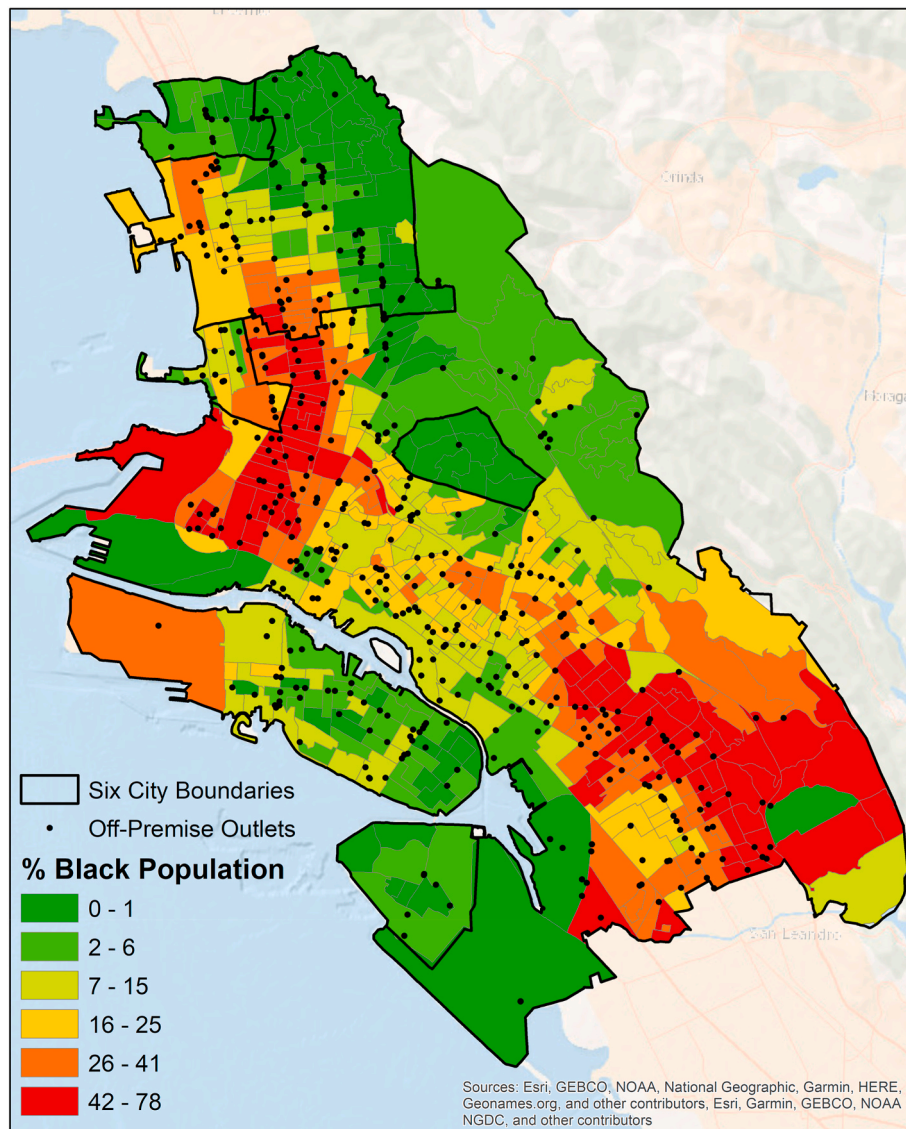 Orinda
Moraga
Six City Boundaries
Off-Premise Outlets
% Black Population
0 - 1
2 - 6
7 - 15
16 - 25
26 - 41
42 - 78
San Leandro
Sources: Esri, GEBCO, NOAA, National Geographic, Garmin, HERE,
Geonames.org, and other contributors, Esri, Garmin, GEBCO, NOAA
NGDC, and other contributors